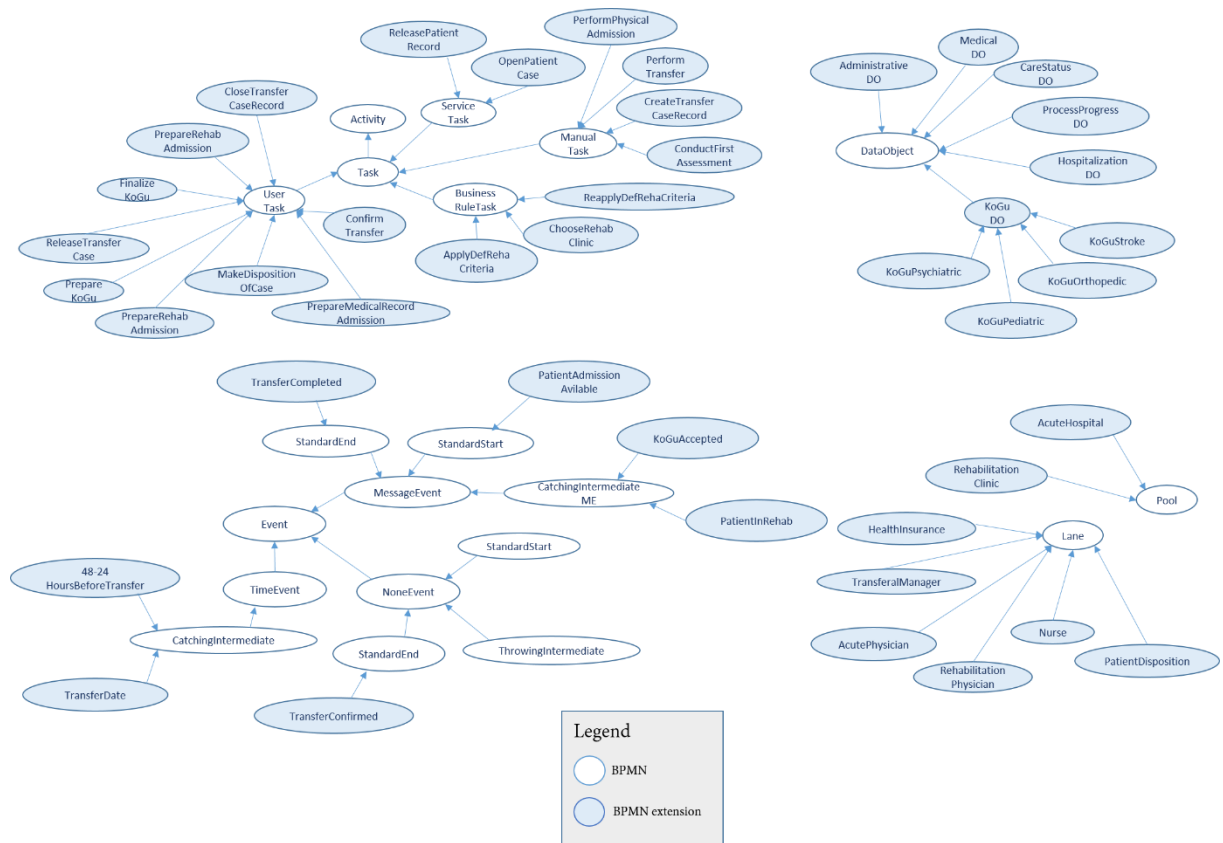 PerformPhysical
Admission
ReleasePatient
Record
OpenPatient
Case
Perform
Transfer
CloseTransfer
CaseRecord
Service
Task
CreateTransfer
CaseRecord
Activity
PrepareRehab
Admission
Manual
Task
ConductFirst
Assessment
Task
Finalize
KoGu
User
Task
Business
RuleTask
ReapplyDefRehaCriteria
Confirm
Transfer
ChooseRehab
Clinic
ReleaseTransfer
Case
ApplyDefReha
Criteria
Prepare
KoGu
MakeDisposition
OfCase
PrepareRehab
Admission
PrepareMedicalRecord
Admission
Medical
DO
Administrative
DO
CareStatus
DO
ProcessProgress
DO
DataObject
Hospitalization
DO
KoGu
DO
KoGuStroke
KoGuPsychiatric
KoGuOrthopedic
KoGuPediatric
TransferCompleted
PatientAdmission
Avilable
StandardEnd
StandardStart
KoGuAccepted
MessageEvent
CatchingIntermediate
ME
Event
PatientInRehab
StandardStart
48-24
HoursBeforeTransfer
TimeEvent
NoneEvent
CatchingIntermediate
StandardEnd
ThrowingIntermediate
TransferDate
TransferConfirmed
AcuteHospital
Rehabilitation
Clinic
Pool
HealthInsurance
Lane
TransferalManager
AcutePhysician
Nurse
PatientDisposition
Rehabilitation
Physician
Legend
BPMN
BPMN extension